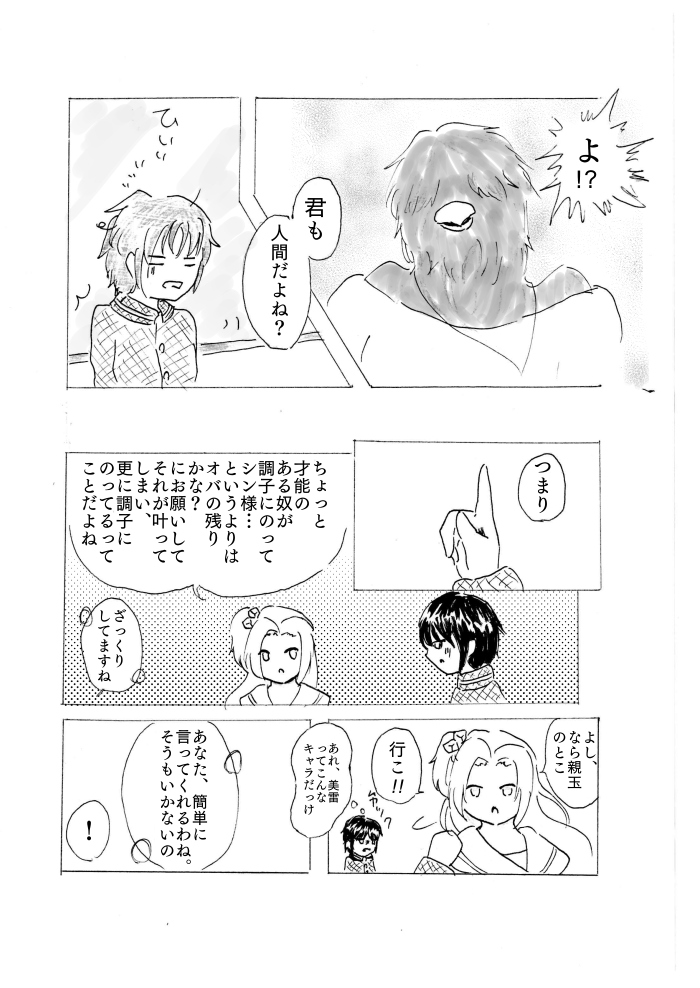 よ
!?
君も
人間だよね？
ひぃぃ
つまり
ちょっと
才能の
ある奴が
調子にのって
シン様…
というよりは
オバの残り
かな？
にお願いして
それが叶って
しまい、
更に調子に
のってるって
ことだよね
ざっくり
してますね
よし、
なら親玉
のとこ
行こ!!
あれ、美雷
ってこんな
キャラだっけ
あなた、簡単に
言ってくれるわね。
そうもいかないの
！